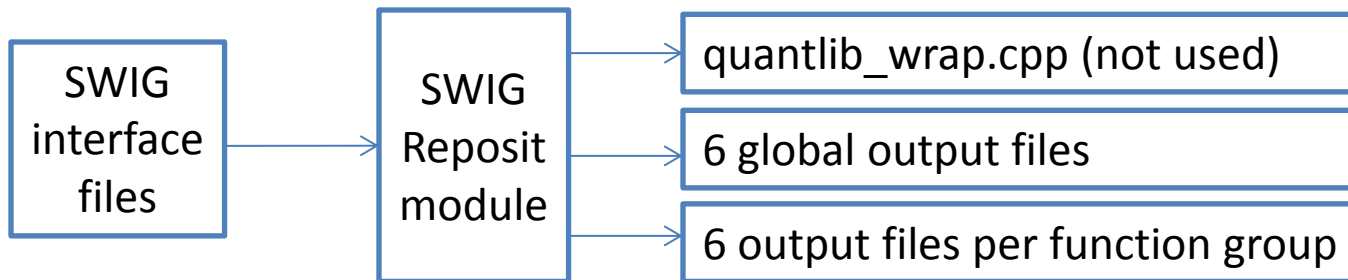 SWIG
interface
files
SWIG
Reposit
module
quantlib_wrap.cpp (not used)
6 global output files
6 output files per function group